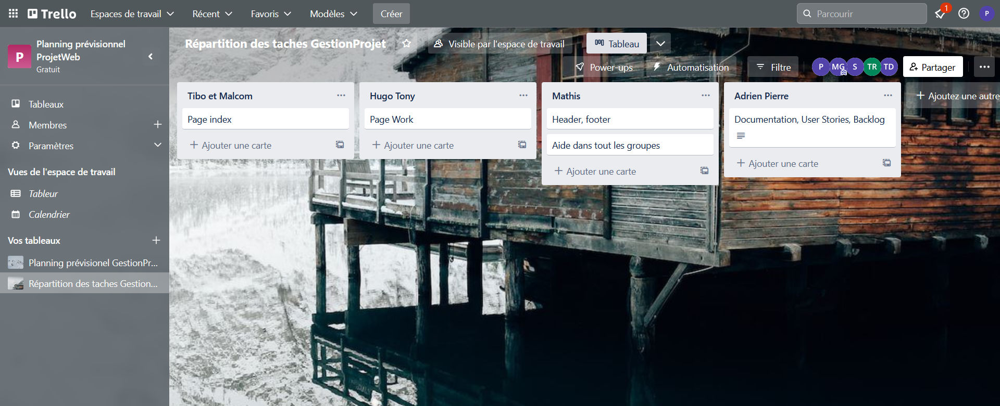 Trello
Espaces de travail
Récent
Favoris
Modèles
Créer
Parcourir
1
P
P
Planning prévisionnel
ProjetWeb
Gratuit
Tableaux
Membres
Paramètres
Vues de l'espace de travail
Tableur
Calendrier
Vos tableaux
Planning prévisionel GestionPr...
Répartition des taches Gestion...
Répartition des taches GestionProjet
Visible par l'espace de travail
Tableau
Power-ups
Automatisation
Filtre
P
MG
S
TR
TD
Partager
Tibo et Malcom
Page index
Ajouter une carte
Hugo Tony
Page Work
Ajouter une carte
Mathis
Header, footer
Aide dans tout les groupes
Ajouter une carte
Adrien Pierre
Documentation, User Stories, Backlog
Ajouter une carte
Ajoutez une autre